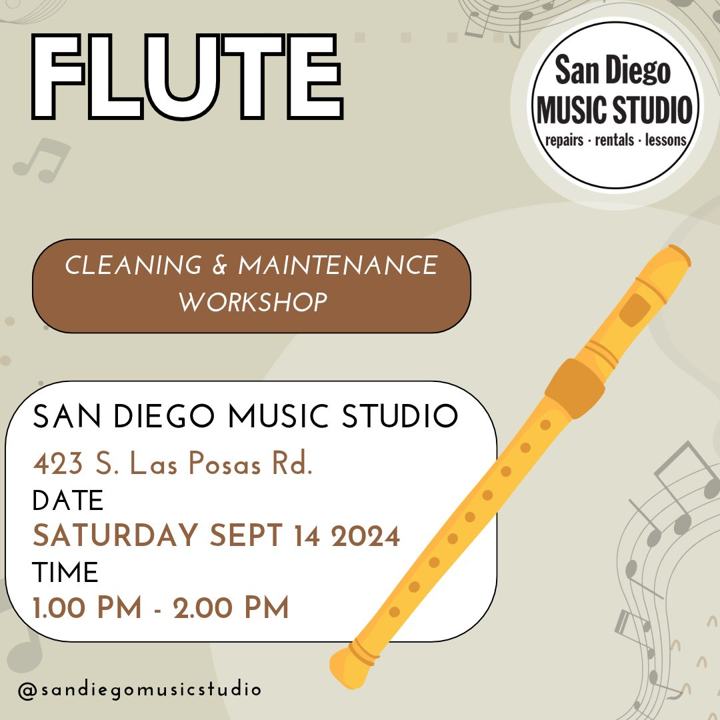 FLUTE
San Diego
MUSIC STUDIO
repairs · rentals · lessons
CLEANING & MAINTENANCE
WORKSHOP
SAN DIEGO MUSIC STUDIO
423 S. Las Posas Rd.
DATE
SATURDAY SEPT 14 2024
TIME
1.00 PM - 2.00 PM
@sandiegomusicstudio